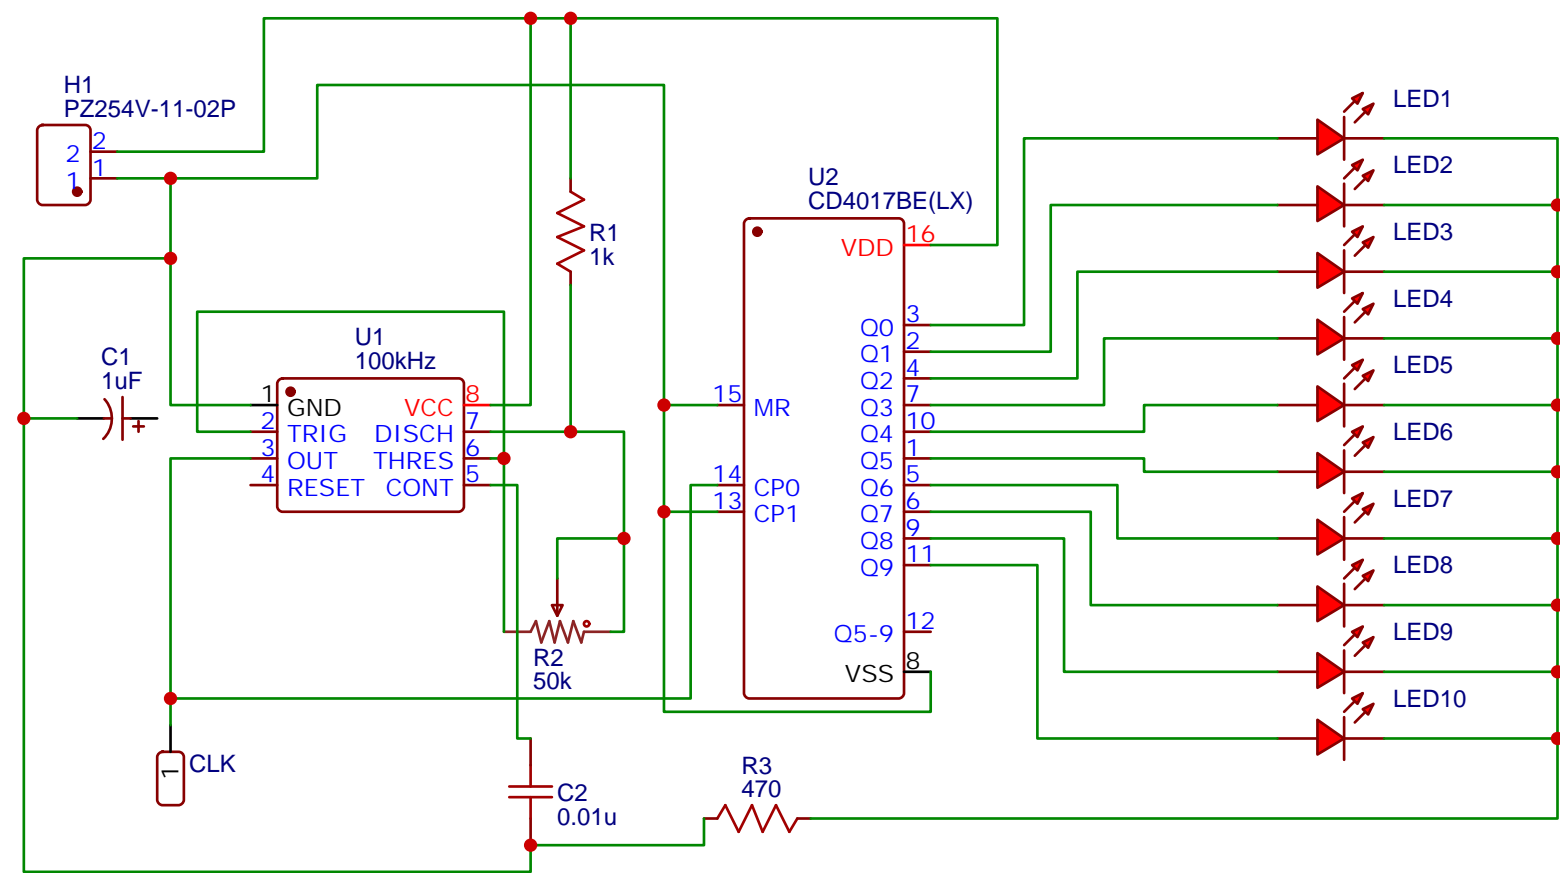 H1
PZ254V-11-02P
2 2
1 1
C1
1uF
U1
100kHz
1 GND VCC 8
2 TRIG DISCH 7
3 OUT THRES 6
4 RESET CONT 5
R1
1k
R2
50k
CLK
1
C2
0.01u
R3
470
U2
CD4017BE(LX)
VDD 16
Q0 3
Q1 2
Q2 4
15 MR Q3 7
Q4 10
Q5 1
14 CP0 Q6 5
13 CP1 Q7 6
Q8 9
Q9 11
Q5-9 12
VSS 8
LED1
LED2
LED3
LED4
LED5
LED6
LED7
LED8
LED9
LED10